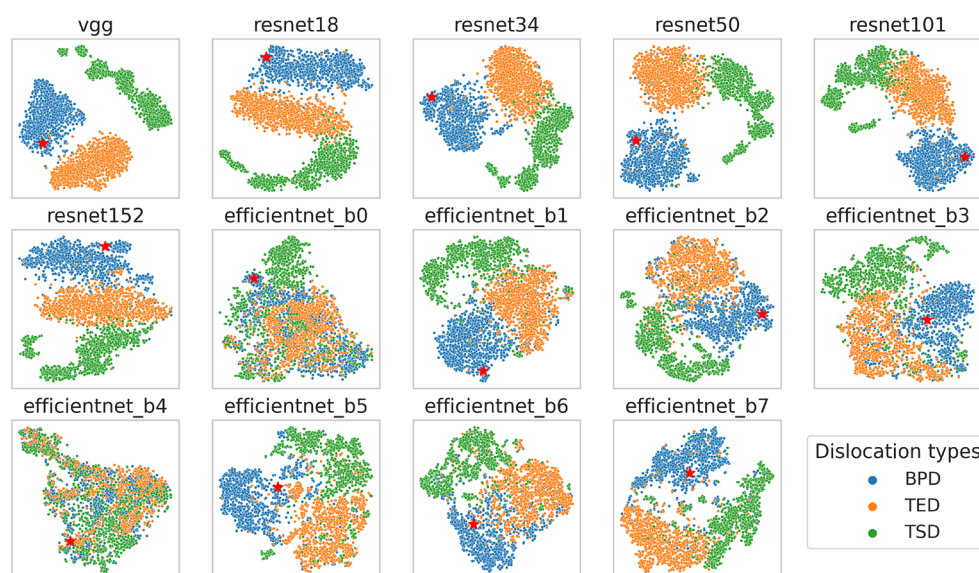 vgg
resnet18
resnet34
resnet50
resnet101
resnet152
efficientnet_b0
efficientnet_b1
efficientnet_b2
efficientnet_b3
efficientnet_b4
efficientnet_b5
efficientnet_b6
efficientnet_b7
Dislocation types
BPD
TED
TSD